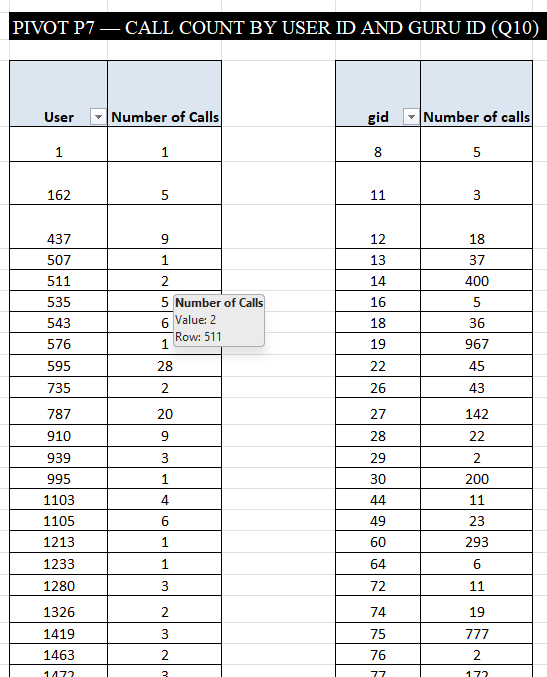 PIVOT P7 — CALL COUNT BY USER ID AND GURU ID (Q10)
User Number of Calls gid Number of calls
1 1 8 5
162 5 11 3
437 9 12 18
507 1 13 37
511 2 14 400
535 5 16 5
Number of Calls
Value: 2
Row: 511
543 6 18 36
576 1 19 967
595 28 22 45
735 2 26 43
787 20 27 142
910 9 28 22
939 3 29 2
995 1 30 200
1103 4 44 11
1105 6 49 23
1213 1 60 293
1233 1 64 6
1280 3 72 11
1326 2 74 19
1419 3 75 777
1463 2 76 2
1472 3 77 172